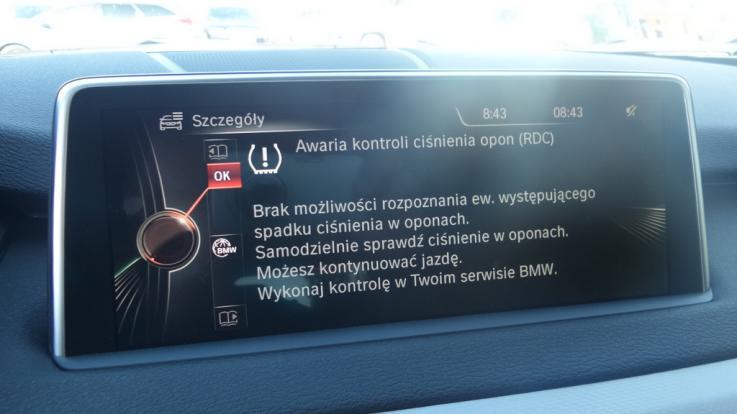 Szczegóły
8:43 08:43
Awaria kontroli ciśnienia opon (RDC)
OK
Brak możliwości rozpoznania ew. występującego
spadku ciśnienia w oponach.
Samodzielnie sprawdź ciśnienie w oponach.
BMW
Możesz kontynuować jazdę.
Wykonaj kontrolę w Twoim serwisie BMW.